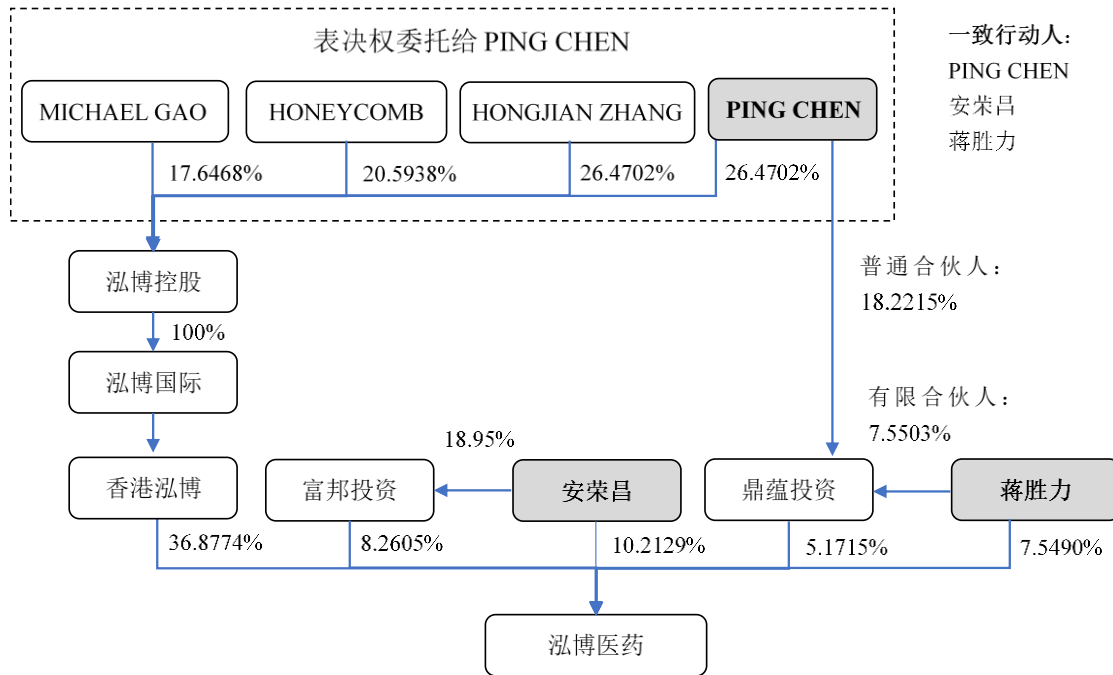 表决权委托给 PING CHEN
一致行动人：
PING CHEN
安荣昌
蒋胜力
MICHAEL GAO
HONEYCOMB
HONGJIAN ZHANG
PING CHEN
17.6468%
20.5938%
26.4702%
26.4702%
泓博控股
普通合伙人：
18.2215%
100%
泓博国际
有限合伙人：
7.5503%
18.95%
香港泓博
富邦投资
安荣昌
鼎蕴投资
蒋胜力
36.8774%
8.2605%
10.2129%
5.1715%
7.5490%
泓博医药